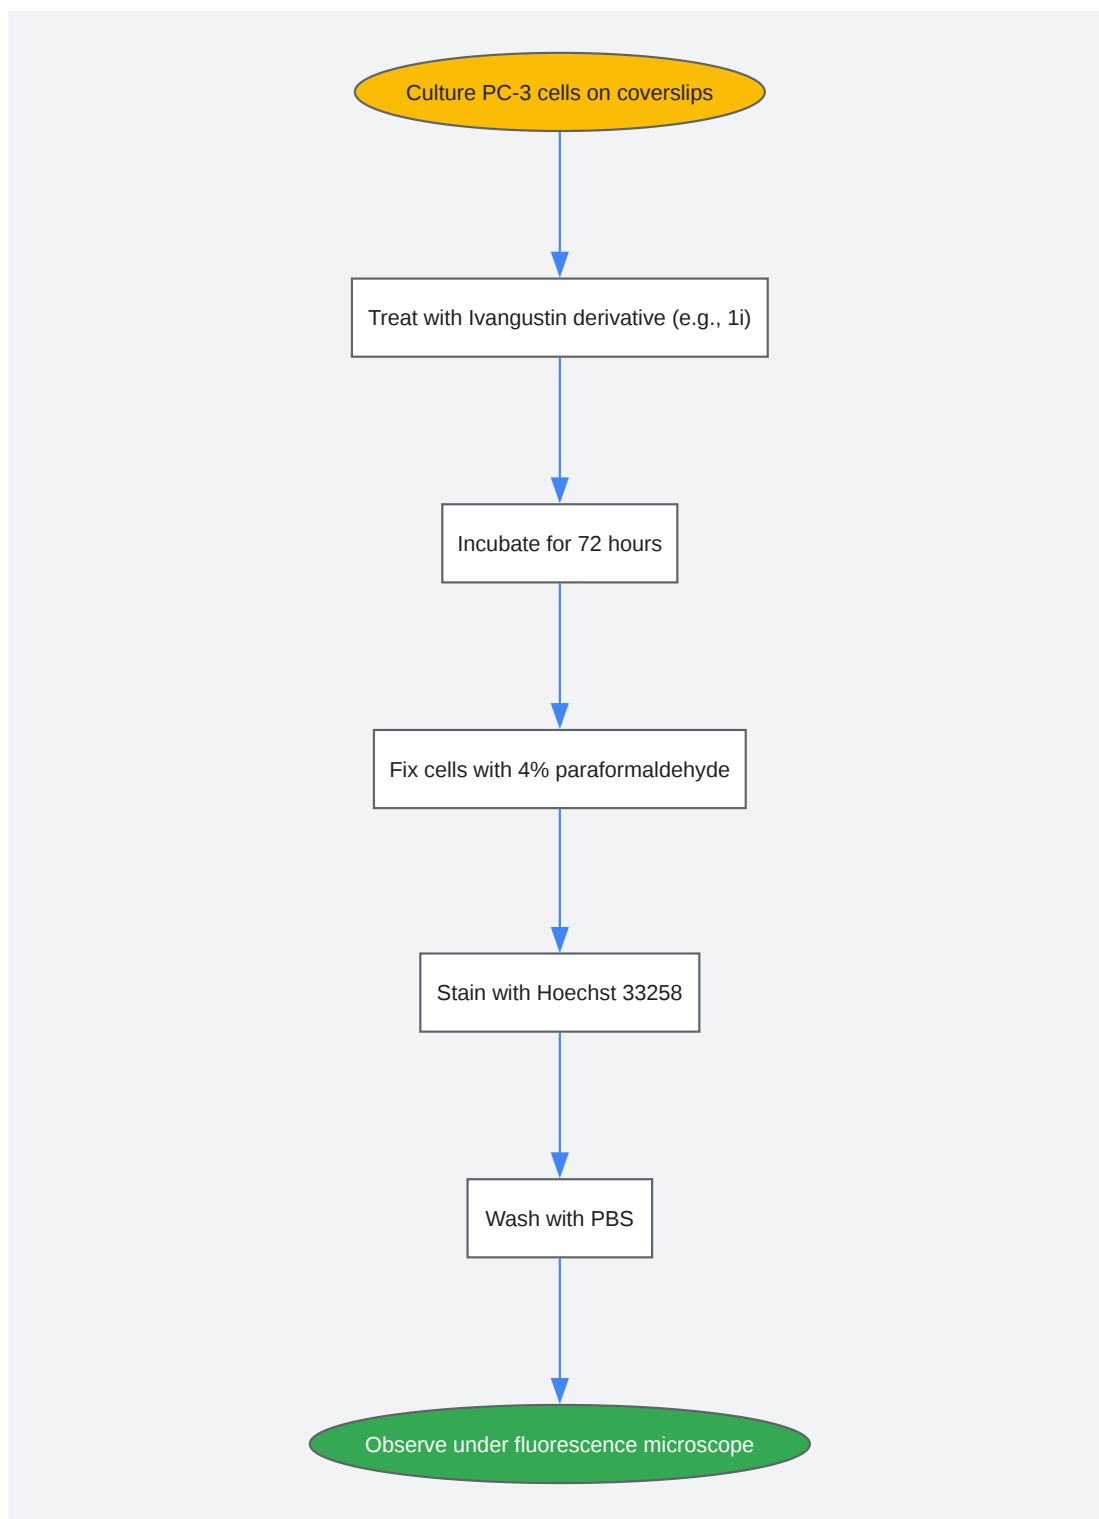 Culture PC-3 cells on coverslips
Treat with Ivangustin derivative (e.g., 1i)
Incubate for 72 hours
Fix cells with 4% paraformaldehyde
Stain with Hoechst 33258
Wash with PBS
Observe under fluorescence microscope